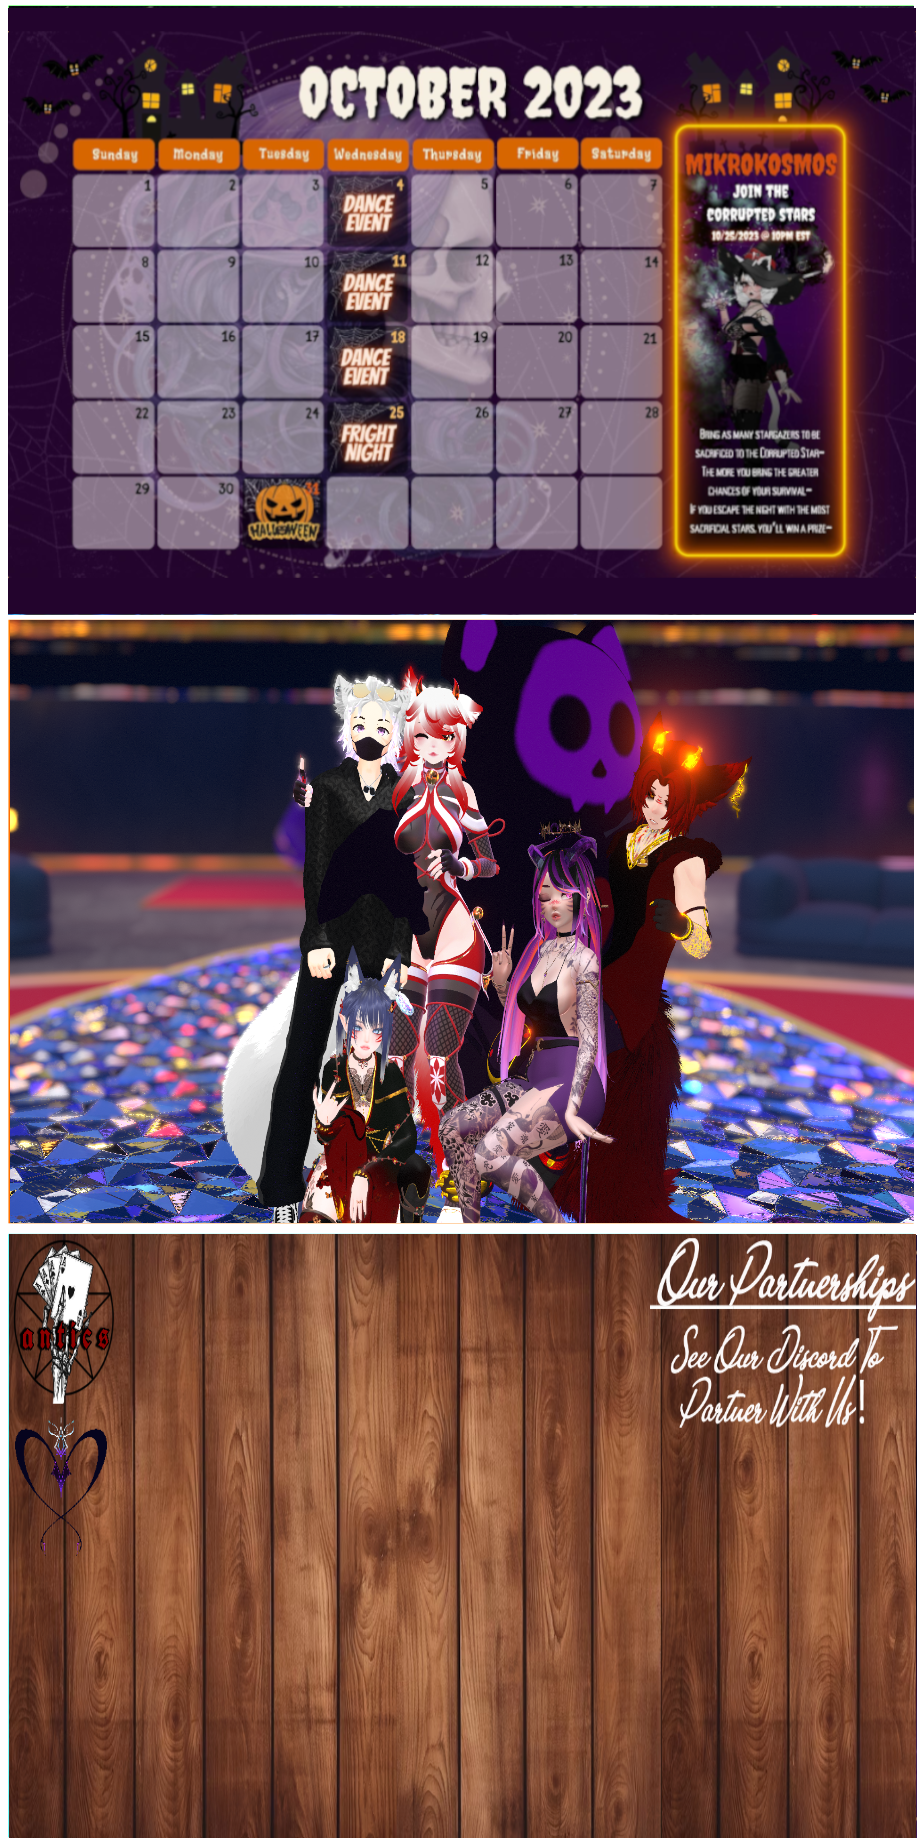 OCTOBER 2023
Sunday Monday Tuesday Wednesday Thursday Friday Saturday
1 2 3 4 5 6 7
DANCE
EVENT
8 9 10 11 12 13 14
DANCE
EVENT
15 16 17 18 19 20 21
DANCE
EVENT
22 23 24 25 26 27 28
FRIGHT
NIGHT
29 30 31
HALLOWEEN
MIKROKOSMOS
JOIN THE
CORRUPTED STARS
10/25/2023 @ 10PM EST
BRING AS MANY STARGAZERS TO BE
SACRIFICED TO THE CORRUPTED STAR~
THE MORE YOU BRING THE GREATER
CHANCES OF YOUR SURVIVAL~
IF YOU ESCAPE THE NIGHT WITH THE MOST
SACRIFICIAL STARS, YOU'LL WIN A PRIZE~
antics
Our Partnerships
See Our Discord To
Partner With Us!